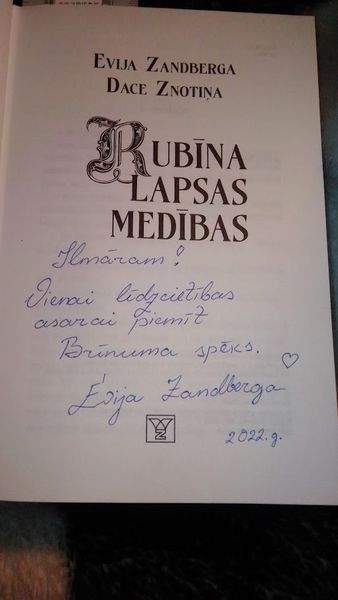 EVIJA ZANDBERGA
DACE ZNOTIŅA
RUBĪNA
LAPSAS
MEDĪBAS
Ilmāram!
Vienai līdzcietības
asarai piemīt
Brīnuma spēks.
Evija Zandberga
2022.g.